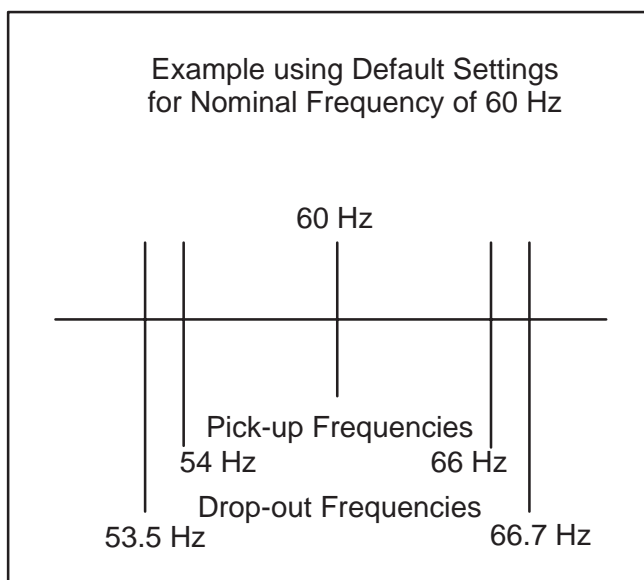 Example using Default Settings
for Nominal Frequency of 60 Hz
60 Hz
Pick-up Frequencies
54 Hz 66 Hz
Drop-out Frequencies
53.5 Hz 66.7 Hz